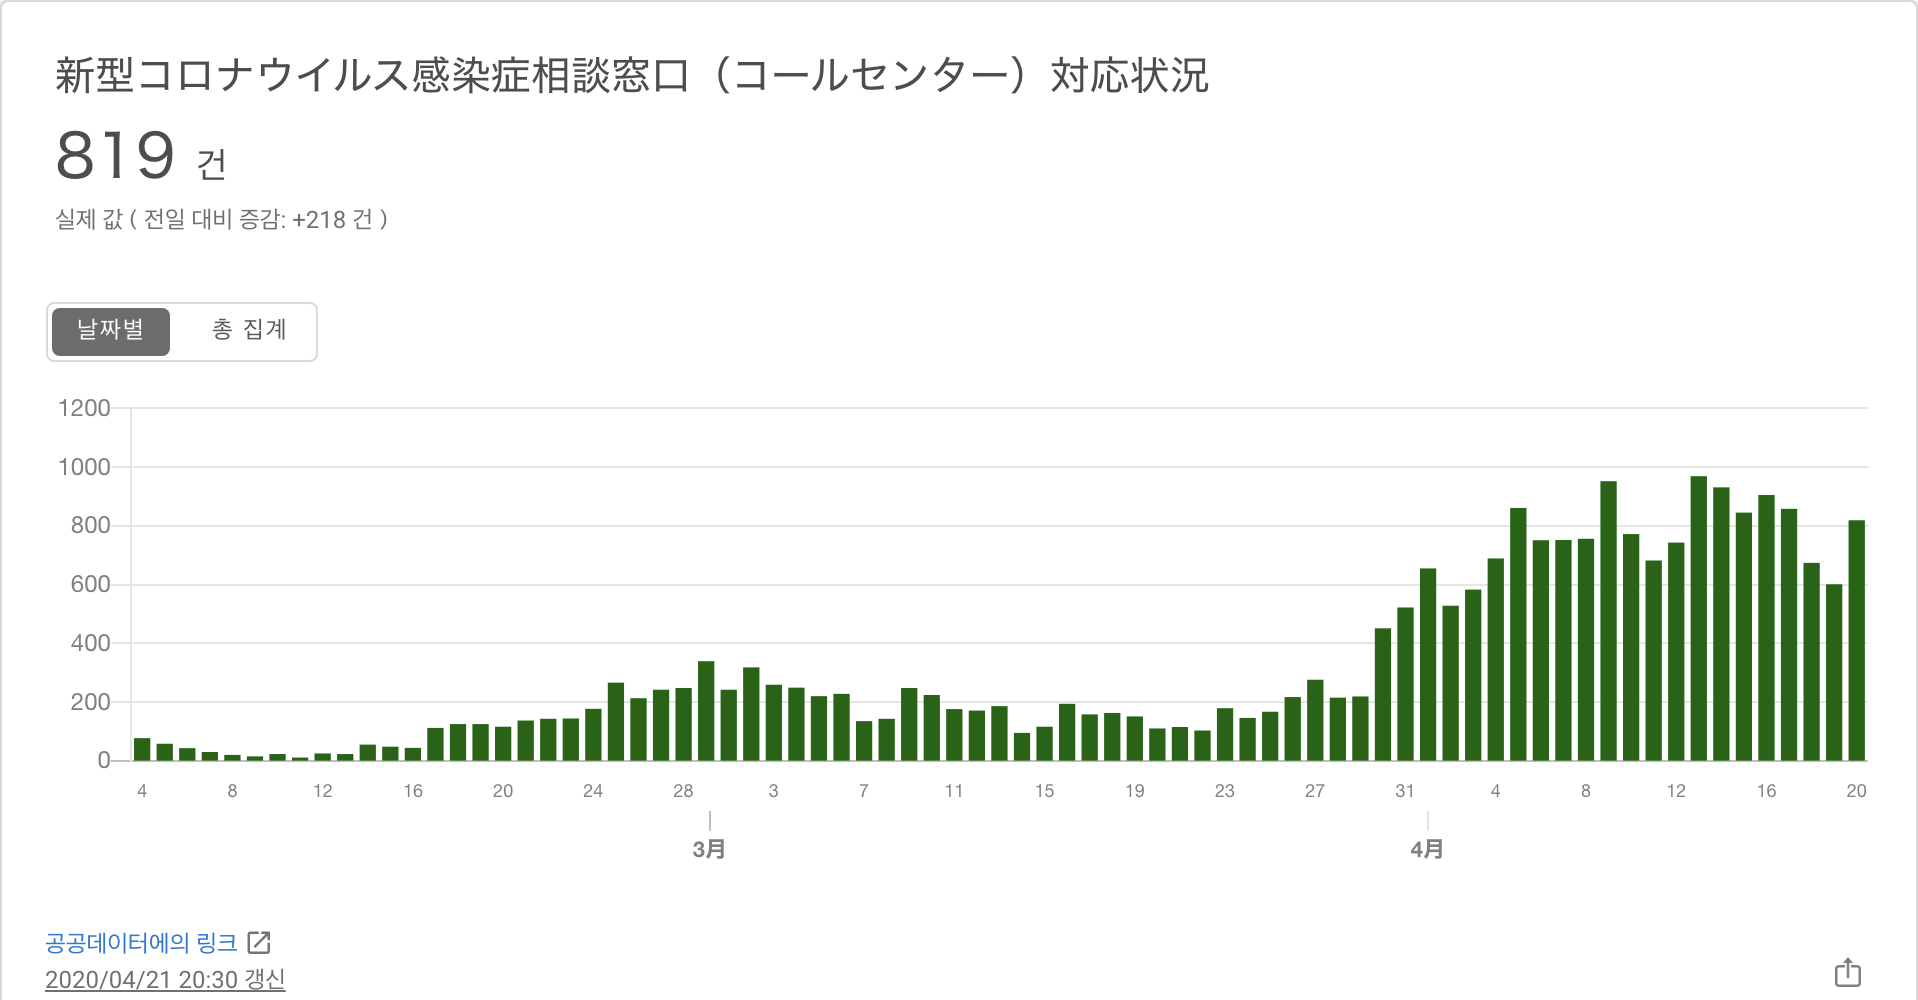 新型コロナウイルス感染症相談窓口（コールセンター）対応状況
819 건
실제 값 ( 전일 대비 증감: +218 건 )
날짜별 총 집계
1200
1000
800
600
400
200
0
4 8 12 16 20 24 28 3 7 11 15 19 23 27 31 4 8 12 16 20
3月 4月
공공데이터에의 링크
2020/04/21 20:30 갱신